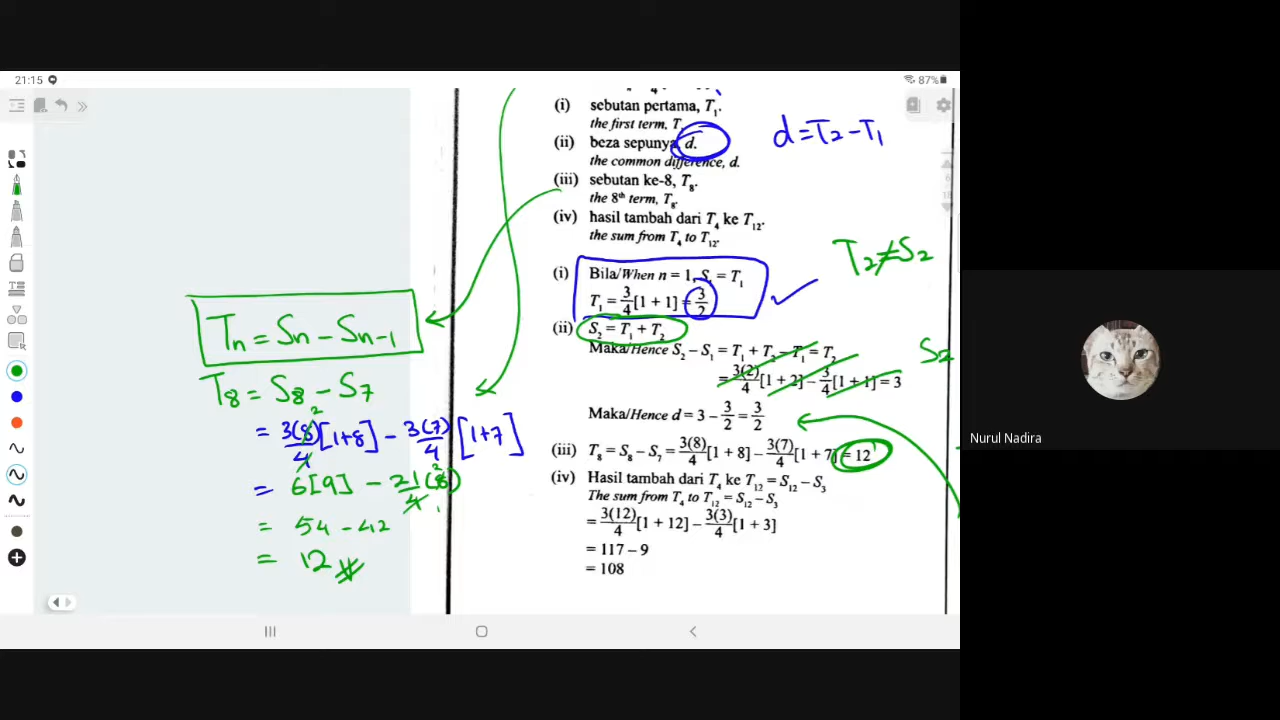 21:15
87%
(i) sebutan pertama, T₁.
the first term, T
(ii) beza sepunya, d.
the common difference, d.
(iii) sebutan ke-8, T₈.
the 8th term, T₈.
(iv) hasil tambah dari T₄ ke T₁₂.
the sum from T₄ to T₁₂.
d = T₂ − T₁
T₂ ≠ S₂
(i) Bila/When n = 1, S₁ = T₁
T₁ = 3/4[1 + 1] = 3/2
(ii) S₂ = T₁ + T₂
Maka/Hence S₂ − S₁ = T₁ + T₂ − T₁ = T₂
= 3(2)/4[1 + 2] − 3/4[1 + 1] = 3
S₂
Maka/Hence d = 3 − 3/2 = 3/2
(iii) T₈ = S₈ − S₇ = 3(8)/4[1 + 8] − 3(7)/4[1 + 7] = 12
(iv) Hasil tambah dari T₄ ke T₁₂ = S₁₂ − S₃
The sum from T₄ to T₁₂ = S₁₂ − S₃
= 3(12)/4[1 + 12] − 3(3)/4[1 + 3]
= 117 − 9
= 108
Tn = Sn − Sn-1
T₈ = S₈ − S₇
= 3(8)/4[1+8] − 3(7)/4[1+7]
= 6[9] − 21(8)/4
= 54 − 42
= 12
Nurul Nadira